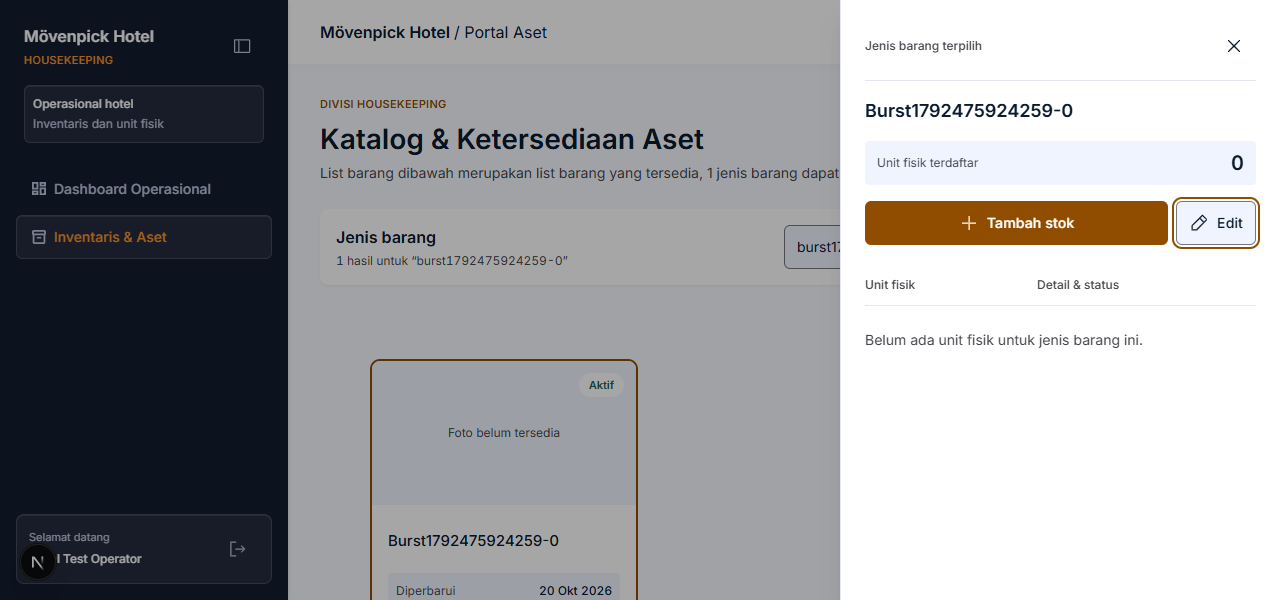 Mövenpick Hotel
HOUSEKEEPING
Operasional hotel
Inventaris dan unit fisik
Dashboard Operasional
Inventaris & Aset
Selamat datang
l Test Operator
N
Mövenpick Hotel / Portal Aset
DIVISI HOUSEKEEPING
Katalog & Ketersediaan Aset
List barang dibawah merupakan list barang yang tersedia, 1 jenis barang dapat
Jenis barang
1 hasil untuk “burst1792475924259-0”
burst17
Aktif
Foto belum tersedia
Burst1792475924259-0
Diperbarui 20 Okt 2026
Jenis barang terpilih
Burst1792475924259-0
Unit fisik terdaftar 0
Tambah stok
Edit
Unit fisik Detail & status
Belum ada unit fisik untuk jenis barang ini.